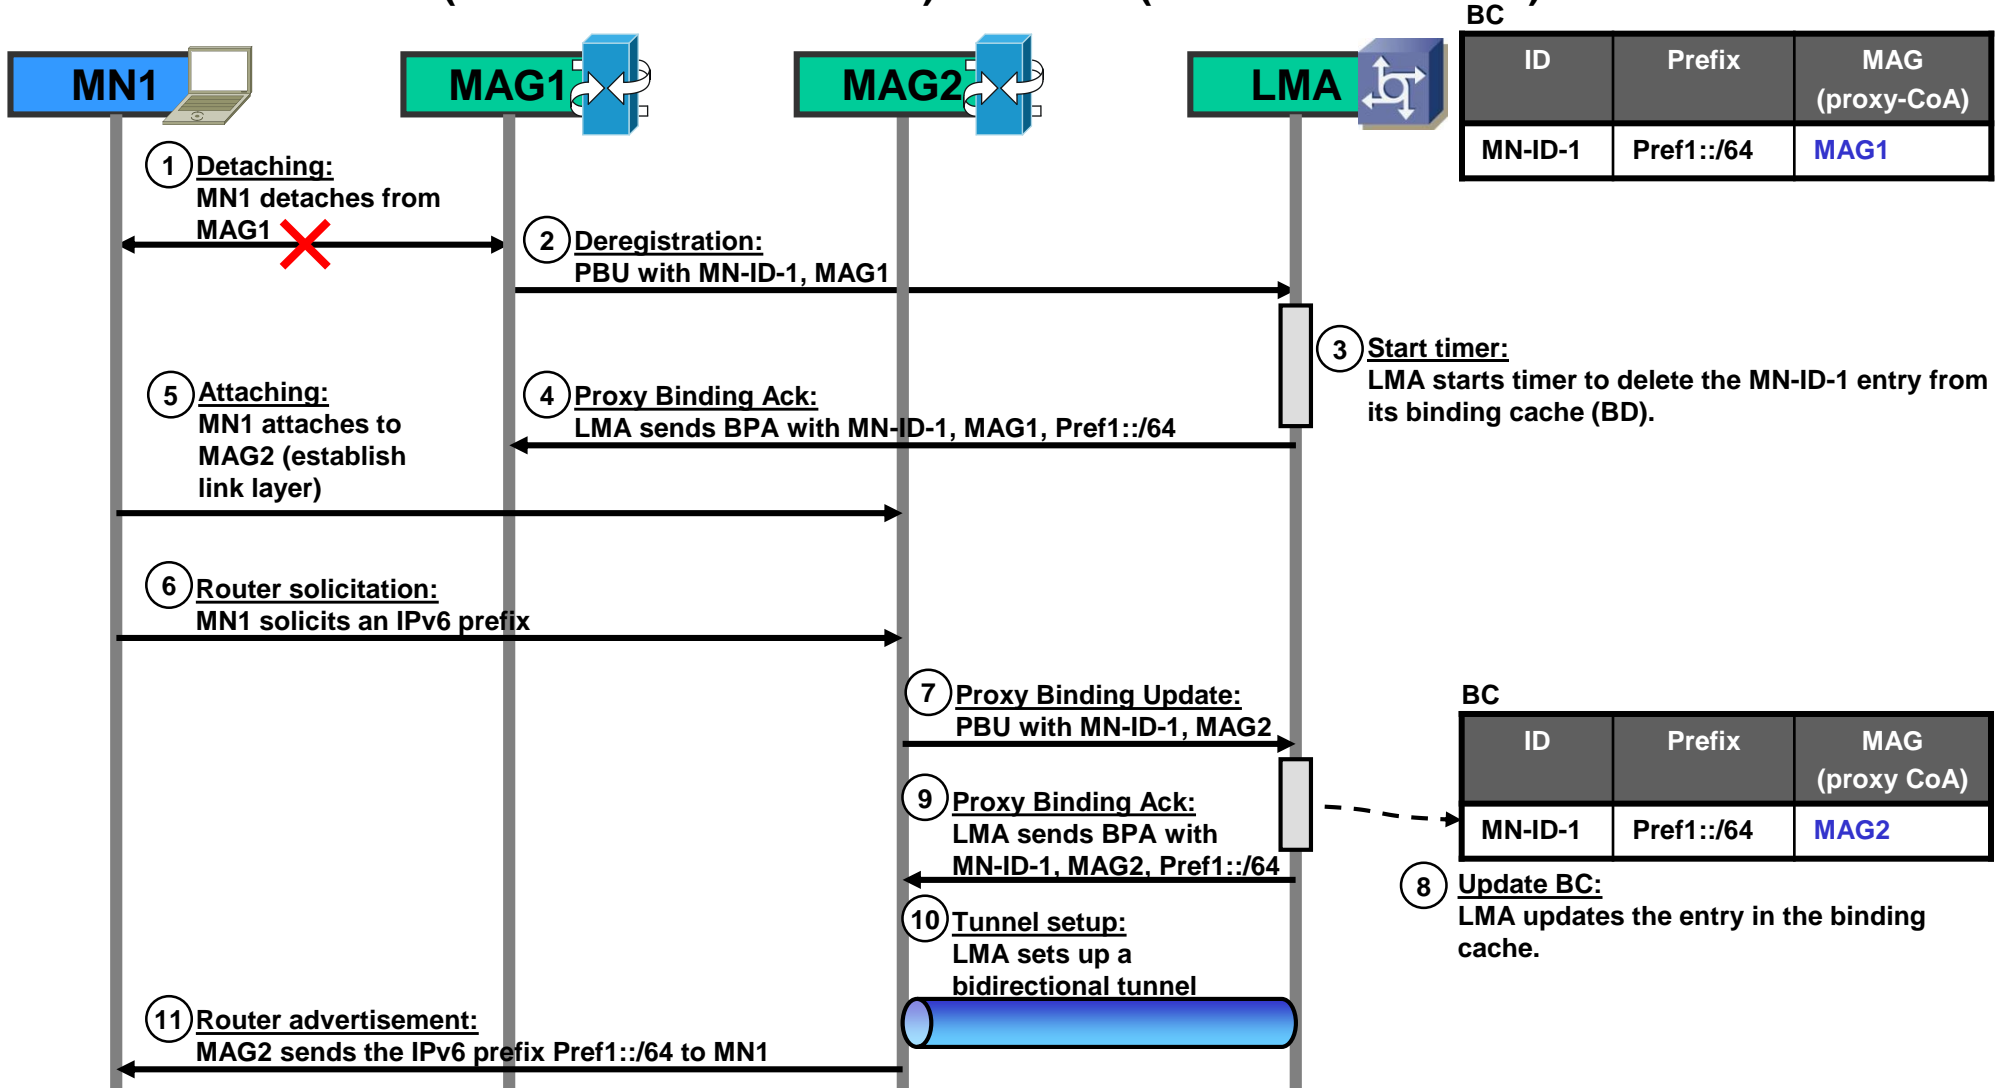 BC
MN1
MAG1
MAG2
LMA
ID Prefix MAG
(proxy-CoA)
MN-ID-1 Pref1::/64 MAG1
1 Detaching:
MN1 detaches from
MAG1
2 Deregistration:
PBU with MN-ID-1, MAG1
3 Start timer:
LMA starts timer to delete the MN-ID-1 entry from
its binding cache (BD).
5 Attaching:
MN1 attaches to
MAG2 (establish
link layer)
4 Proxy Binding Ack:
LMA sends BPA with MN-ID-1, MAG1, Pref1::/64
6 Router solicitation:
MN1 solicits an IPv6 prefix
7 Proxy Binding Update:
PBU with MN-ID-1, MAG2
BC
ID Prefix MAG
(proxy CoA)
MN-ID-1 Pref1::/64 MAG2
9 Proxy Binding Ack:
LMA sends BPA with
MN-ID-1, MAG2, Pref1::/64
8 Update BC:
LMA updates the entry in the binding
cache.
10 Tunnel setup:
LMA sets up a
bidirectional tunnel
11 Router advertisement:
MAG2 sends the IPv6 prefix Pref1::/64 to MN1